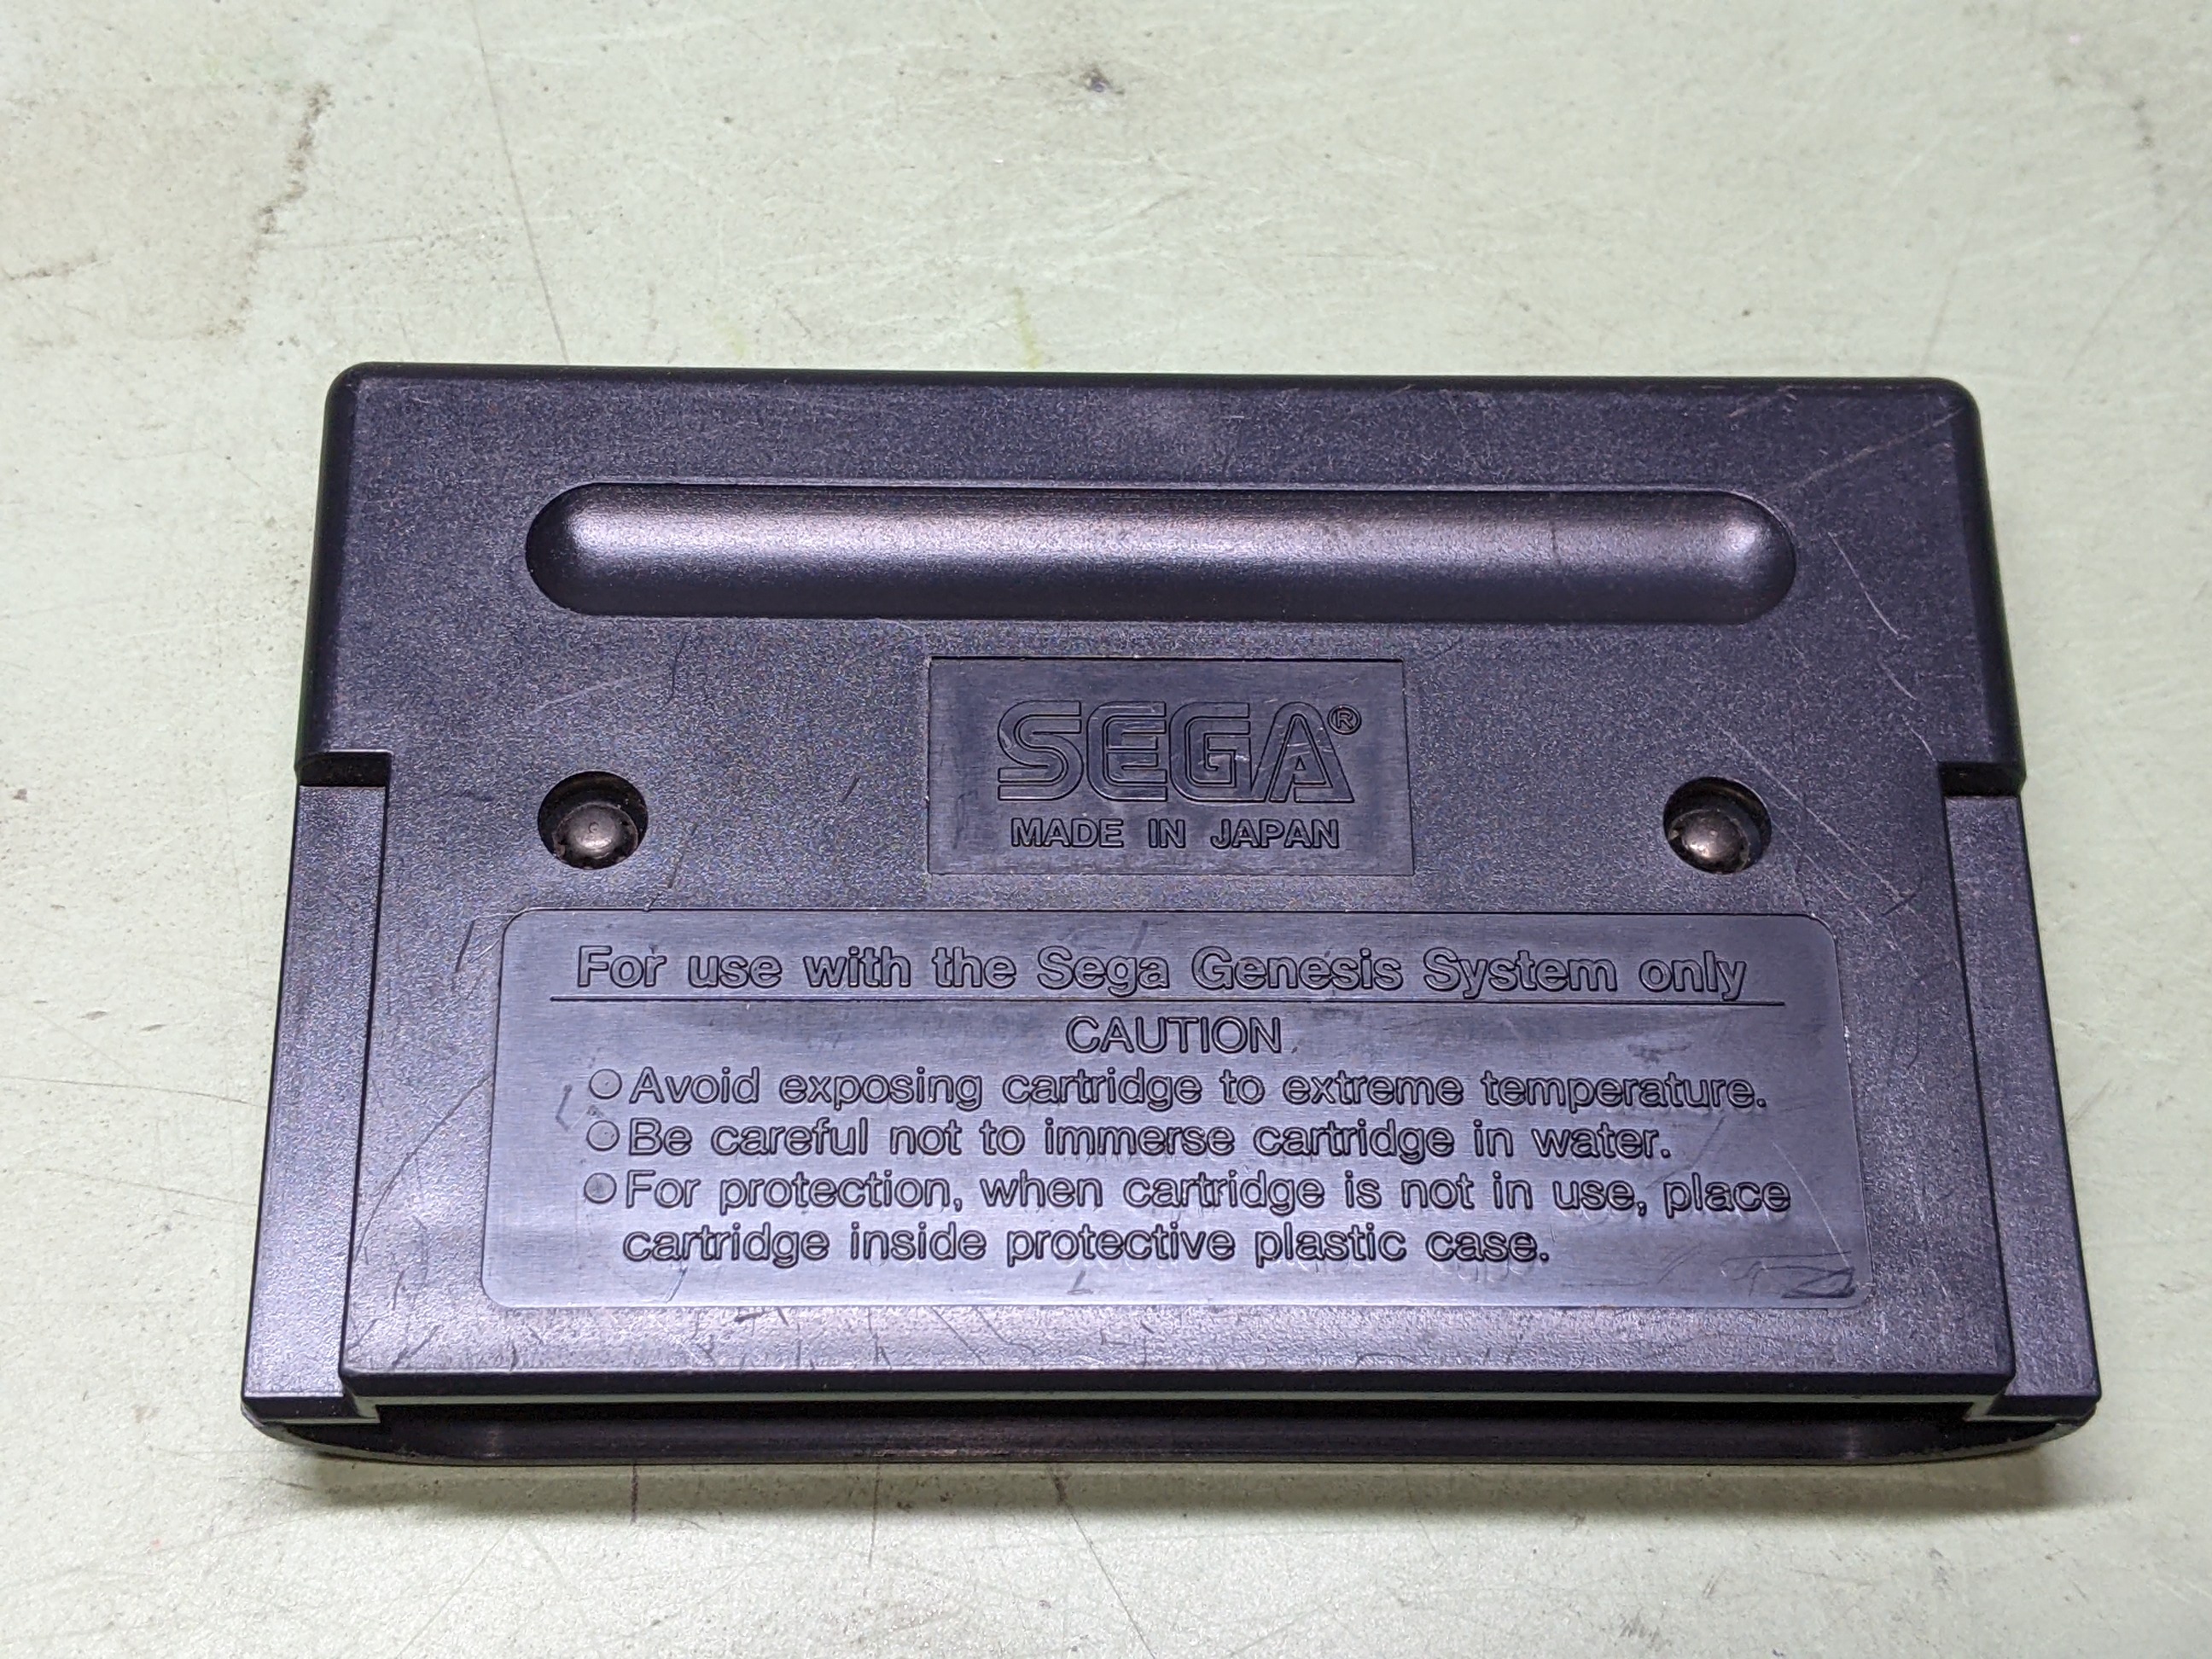 SEGA®
MADE IN JAPAN
For use with the Sega Genesis System only
CAUTION
○Avoid exposing cartridge to extreme temperature.
○Be careful not to immerse cartridge in water.
○For protection, when cartridge is not in use, place
cartridge inside protective plastic case.